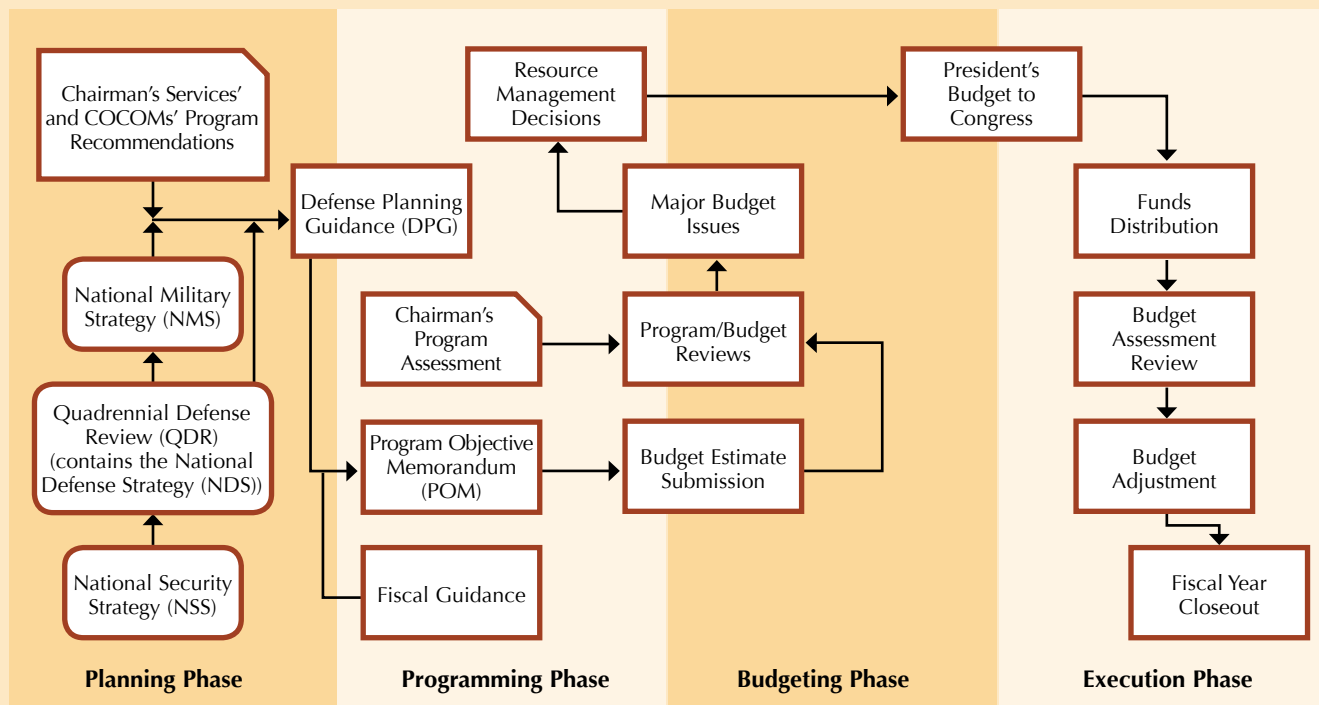 Chairman's Services'
and COCOMs' Program
Recommendations
National Military
Strategy (NMS)
Quadrennial Defense
Review (QDR)
(contains the National
Defense Strategy (NDS))
National Security
Strategy (NSS)
Planning Phase
Defense Planning
Guidance (DPG)
Chairman's
Program
Assessment
Program Objective
Memorandum
(POM)
Fiscal Guidance
Programming Phase
Resource
Management
Decisions
Major Budget
Issues
Program/Budget
Reviews
Budget Estimate
Submission
Budgeting Phase
President's
Budget to
Congress
Funds
Distribution
Budget
Assessment
Review
Budget
Adjustment
Fiscal Year
Closeout
Execution Phase